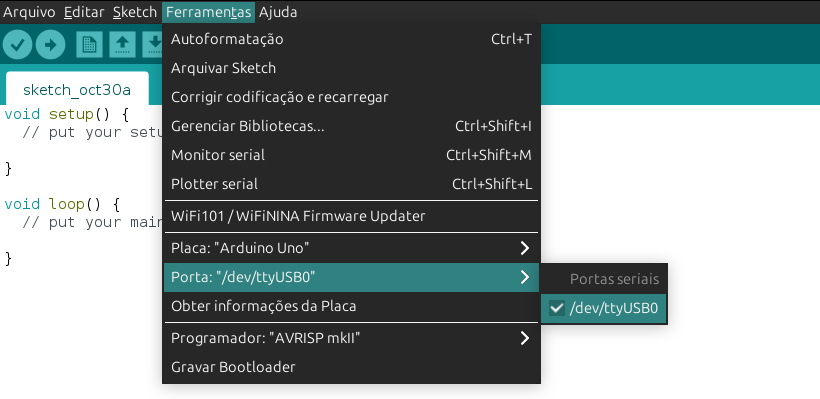 Arquivo Editar Sketch Ferramentas Ajuda
sketch_oct30a
void setup() {
// put your setu
}
void loop() {
// put your main
}
Autoformatação Ctrl+T
Arquivar Sketch
Corrigir codificação e recarregar
Gerenciar Bibliotecas... Ctrl+Shift+I
Monitor serial Ctrl+Shift+M
Plotter serial Ctrl+Shift+L
WiFi101 / WiFiNINA Firmware Updater
Placa: "Arduino Uno"
Porta: "/dev/ttyUSB0"
Obter informações da Placa
Programador: "AVRISP mkII"
Gravar Bootloader
Portas seriais
/dev/ttyUSB0